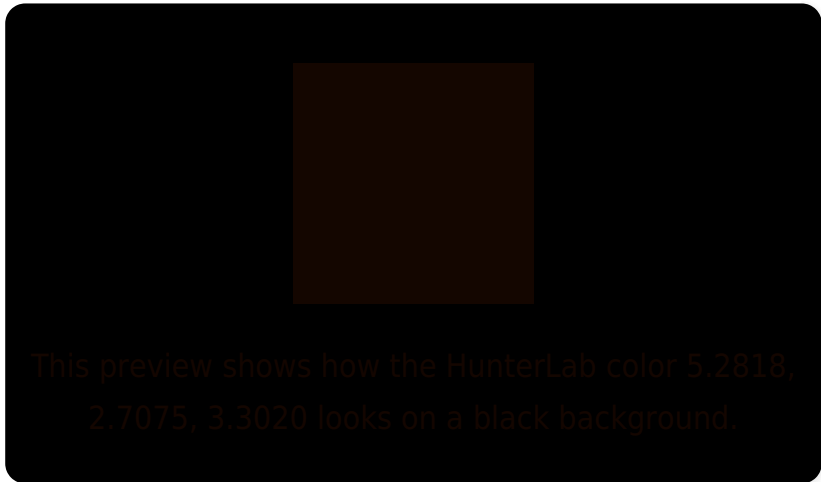 This preview shows how the HunterLab color 5.2818,
2.7075, 3.3020 looks on a black background.